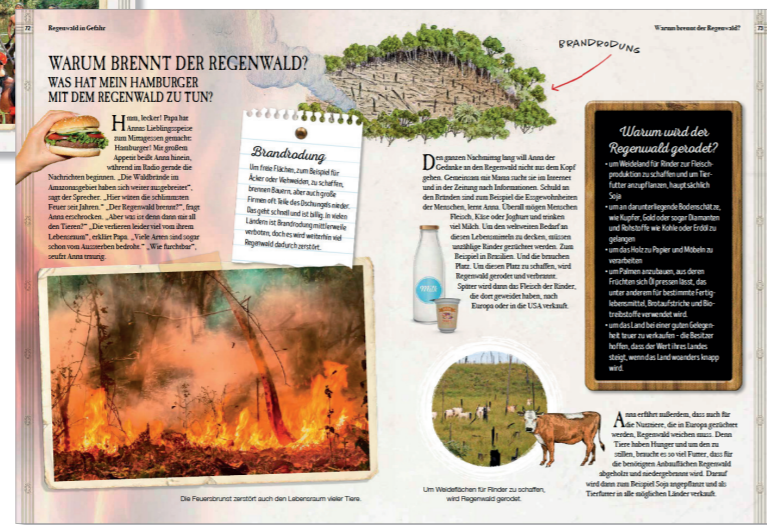 72
Regenwald in Gefahr
WARUM BRENNT DER REGENWALD?
WAS HAT MEIN HAMBURGER
MIT DEM REGENWALD ZU TUN?
Hmm, lecker! Papa hat
Annas Lieblingsspeise
zum Mittagessen gemacht:
Hamburger! Mit großem
Appetit beißt Anna hinein,
während im Radio gerade die
Nachrichten beginnen. „Die Waldbrände im
Amazonasgebiet haben sich weiter ausgebreitet“,
sagt der Sprecher. „Hier wüten die schlimmsten
Feuer seit Jahren.“ „Der Regenwald brennt?“, fragt
Anna erschrocken. „Aber was ist denn dann mit all
den Tieren?“ „Die verlieren leider viel von ihrem
Lebensraum“, erklärt Papa. „Viele Arten sind sogar
schon vom Aussterben bedroht.“ „Wie furchtbar“,
seufzt Anna traurig.
Brandrodung
Um freie Flächen, zum Beispiel für
Äcker oder Viehweiden, zu schaffen,
brennen Bauern, aber auch große
Firmen oft Teile des Dschungels nieder.
Das geht schnell und ist billig. In vielen
Ländern ist Brandrodung mittlerweile
verboten, doch es wird weiterhin viel
Regenwald dadurch zerstört.
Die Feuersbrunst zerstört auch den Lebensraum vieler Tiere.
Warum brennt der Regenwald?
73
BRANDRODUNG
Den ganzen Nachmittag lang will Anna der
Gedanke an den Regenwald nicht aus dem Kopf
gehen. Gemeinsam mit Mama sucht sie im Internet
und in der Zeitung nach Informationen. Schuld an
den Bränden sind zum Beispiel die Essgewohnheiten
der Menschen, lernt Anna. Überall mögen Menschen
Fleisch, Käse oder Joghurt und trinken
viel Milch. Um den weltweiten Bedarf an
diesen Lebensmitteln zu decken, müssen
unzählige Rinder gezüchtet werden. Zum
Beispiel in Brasilien. Und die brauchen
Platz. Um diesen Platz zu schaffen, wird
Regenwald gerodet und verbrannt.
Später wird dann das Fleisch der Rinder,
die dort geweidet haben, nach
Europa oder in die USA verkauft.
Um Weideflächen für Rinder zu schaffen,
wird Regenwald gerodet.
Warum wird der
Regenwald gerodet?
• um Weideland für Rinder zur Fleisch-
produktion zu schaffen und um Tier-
futter anzupflanzen, hauptsächlich
Soja
• um an darunterliegende Bodenschätze,
wie Kupfer, Gold oder sogar Diamanten
und Rohstoffe wie Kohle oder Erdöl zu
gelangen
• um das Holz zu Papier und Möbeln zu
verarbeiten
• um Palmen anzubauen, aus deren
Früchten sich Öl pressen lässt, das
unter anderem für bestimmte Fertig-
lebensmittel, Brotaufstriche und Bio-
treibstoffe verwendet wird.
• um das Land bei einer guten Gelegen-
heit teuer zu verkaufen – die Besitzer
hoffen, dass der Wert ihres Landes
steigt, wenn das Land woanders knapp
wird.
Anna erfährt außerdem, dass auch für
die Nutztiere, die in Europa gezüchtet
werden, Regenwald weichen muss. Denn
Tiere haben Hunger und um den zu
stillen, braucht es so viel Futter, dass für
die benötigten Anbauflächen Regenwald
abgeholzt und niedergebrannt wird. Darauf
wird dann zum Beispiel Soja angepflanzt und als
Tierfutter in alle möglichen Länder verkauft.